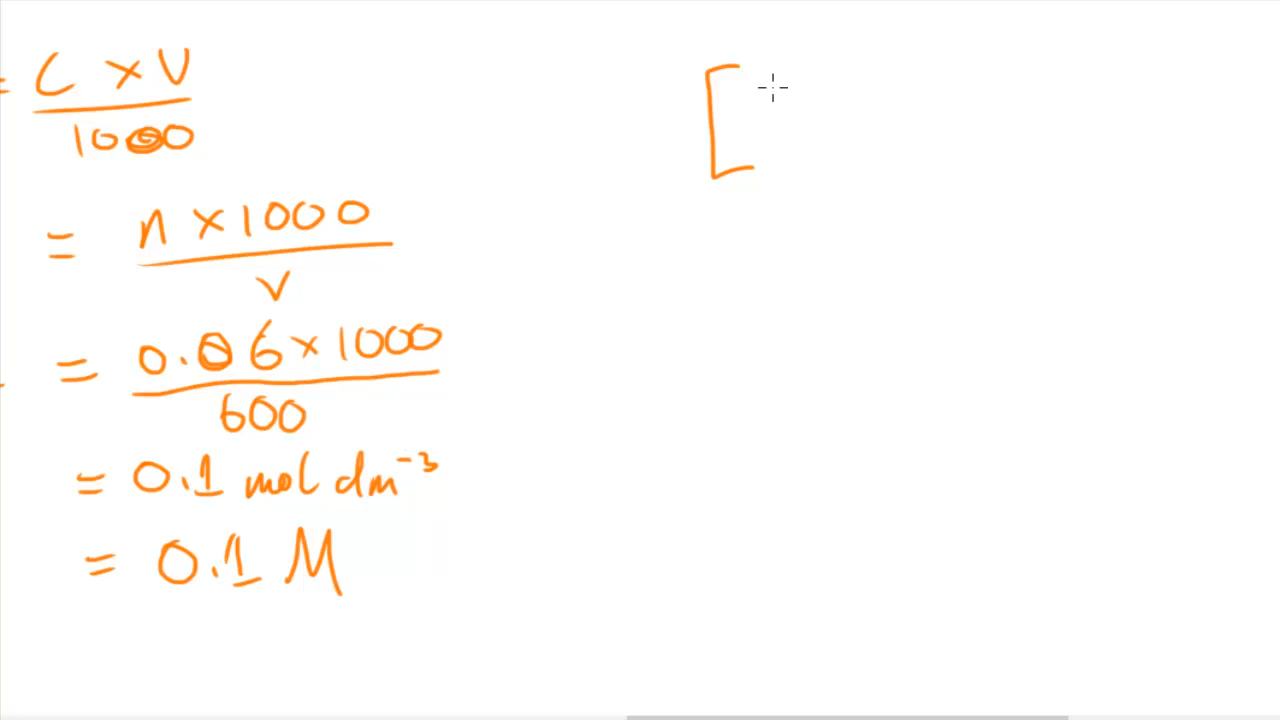 = C × V
1000
= n × 1000
V
= 0.06 × 1000
600
= 0.1 mol dm⁻³
= 0.1 M
[